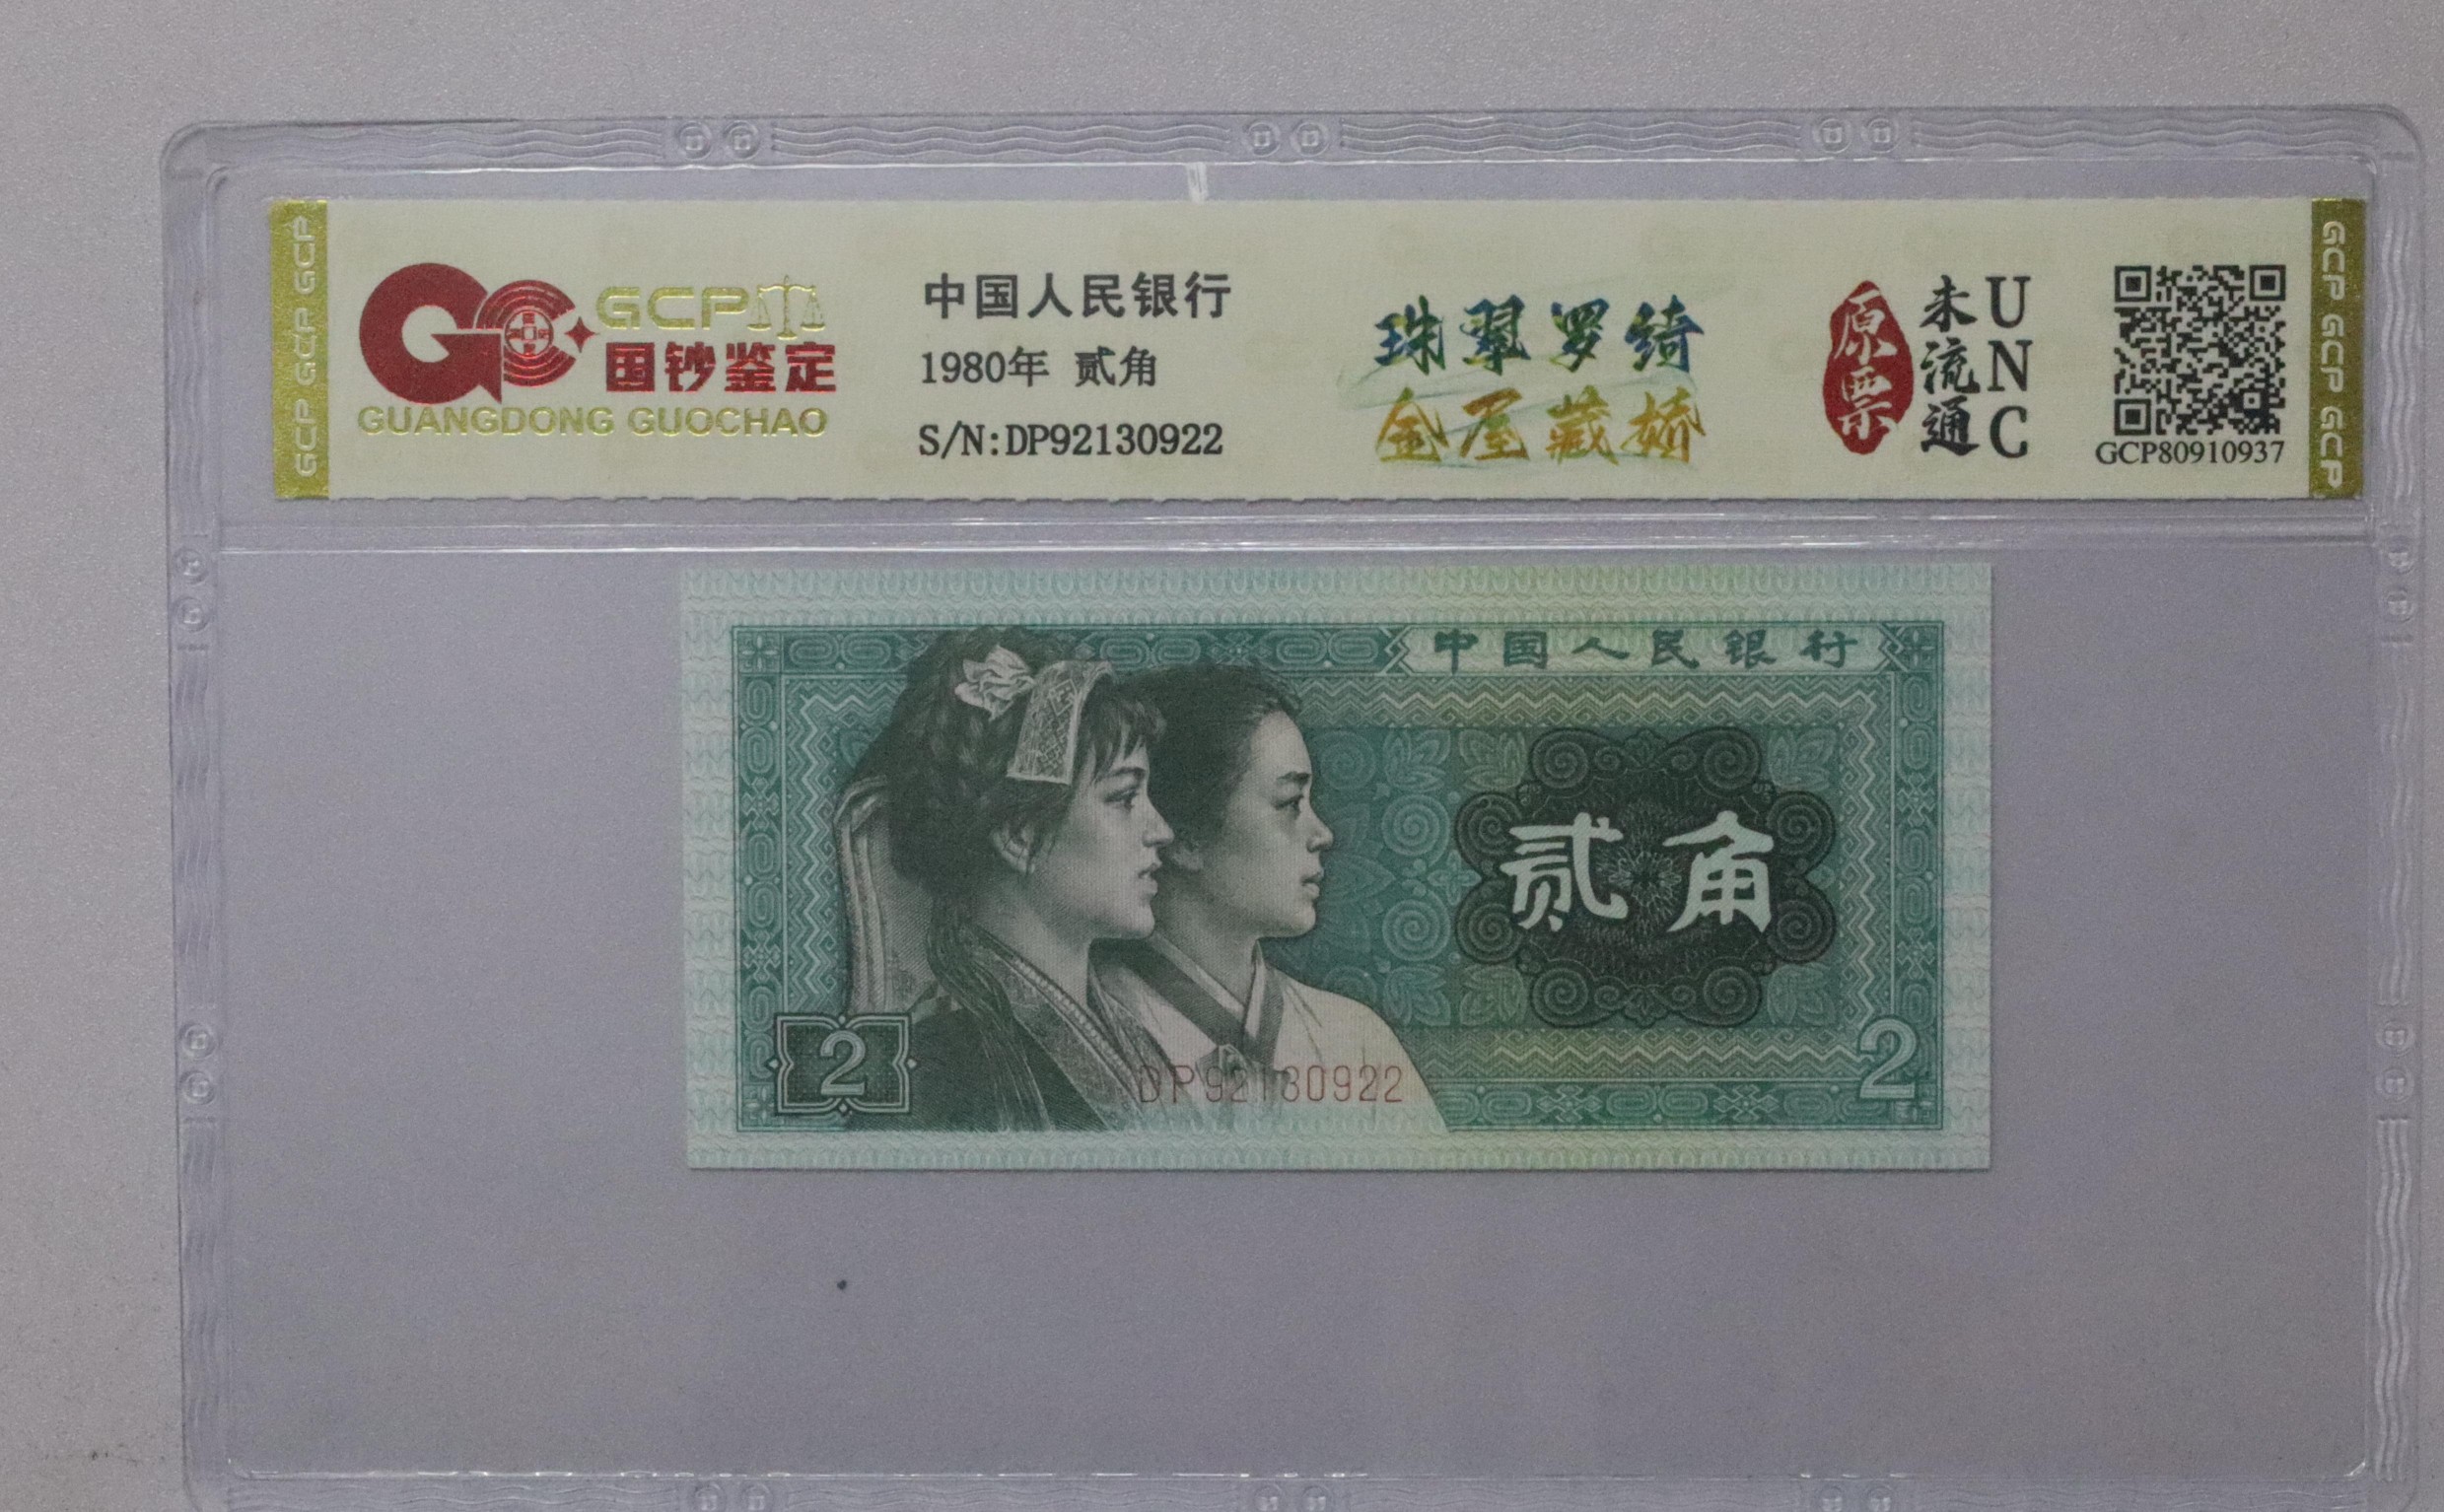 GCP GCP GCP
GCP
国钞鉴定
GUANGDONG GUOCHAO
中国人民银行
1980年 贰角
S/N:DP92130922
珠翠罗绮
金屋藏娇
原票
未流通
UNC
GCP80910937
GCP GCP GCP
中国人民银行
贰角
2
DP92130922
2